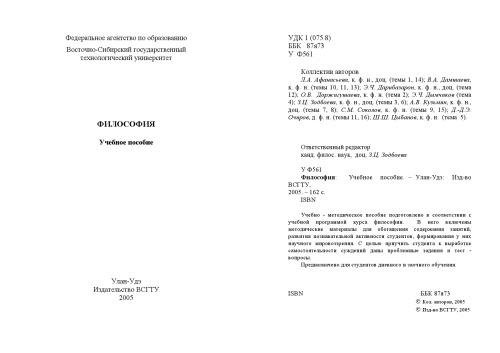 Федеральное агентство по образованию
Восточно-Сибирский государственный
технологический университет
ФИЛОСОФИЯ
Учебное пособие
Улан-Удэ
Издательство ВСГТУ
2005
УДК 1 (075 8)
ББК 87я73
У Ф561
Коллектив авторов
Л.А. Афанасьева, к. ф. н., доц. (темы 1, 14); В.А. Дамшаева,
к. ф. н. (темы 10, 11, 13); Э.Ч. Дарибазарон, к. ф. н., доц. (тема
12); О.В. Доржигушаева, к. ф. н. (тема 2); Э.Ч. Дымчиков (тема
4); З.Ц. Зодбоева, к. ф. н., доц. (темы 3, 6); А.В. Кузьмин, к. ф. н.,
доц. (темы 7, 8); С.М. Соколов, к. ф. н. (темы 9, 15); Д.-Д.Э.
Очиров, д. ф. н. (темы 11, 16); Ш.Ш. Цыбанов, к. ф. н. (тема 5).
Ответственный редактор
канд. филос. наук, доц. З.Ц. Зодбоева
У Ф561
Философия: Учебное пособие. – Улан-Удэ: Изд-во
ВСГТУ,
2005. – 162 с.
ISBN
Учебно - методическое пособие подготовлено в соответствии с
учебной программой курса философии. В него включены
методические материалы для обогащения содержания занятий,
развития познавательной активности студентов, формирования у них
научного мировоззрения. С целью приучить студента к выработке
самостоятельности суждений даны проблемные задания и тест -
вопросы.
Предназначено для студентов дневного и заочного обучения.
ISBN ББК 87я73
© Кол. авторов, 2005
© Изд-во ВСГТУ, 2005